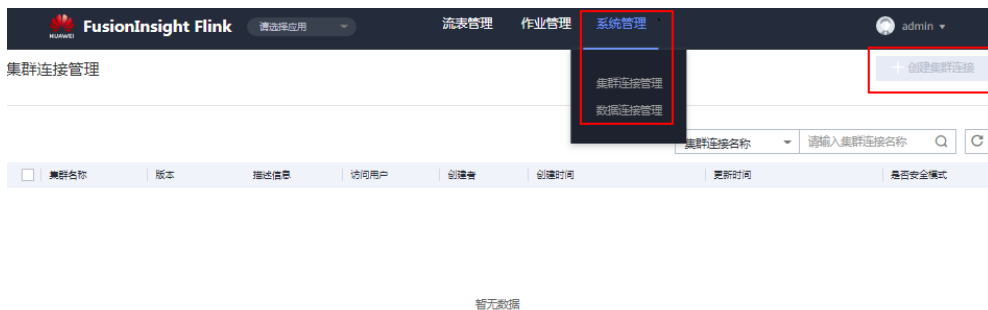 HUAWEI FusionInsight Flink 请选择应用 流表管理 作业管理 系统管理 admin
集群连接管理
创建集群连接
集群连接管理
数据连接管理
集群连接名称 请输入集群连接名称
集群名称 版本 描述信息 访问用户 创建者 创建时间 更新时间 是否安全模式
暂无数据